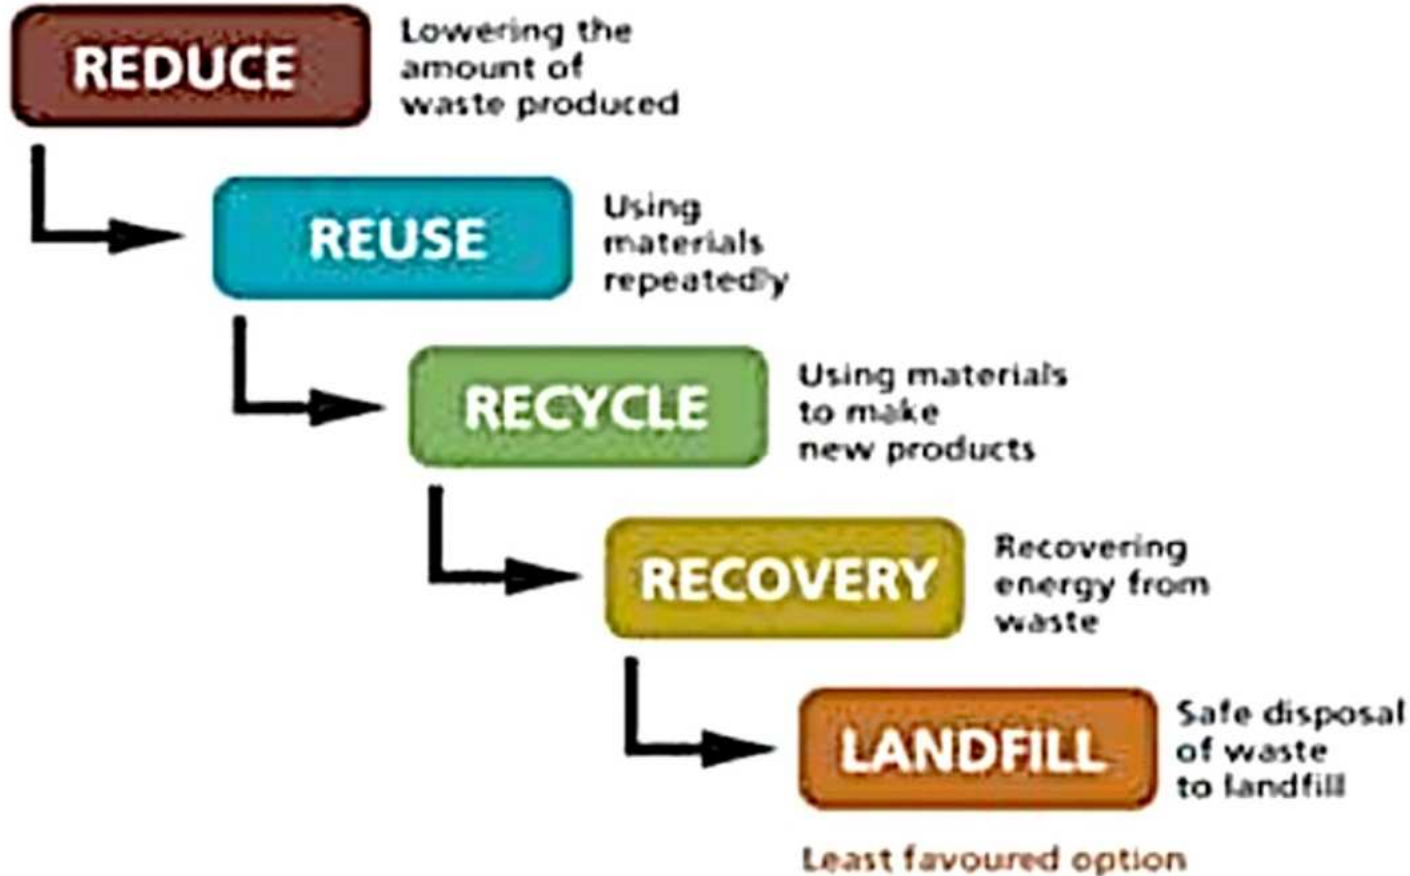 REDUCE
Lowering the
amount of
waste produced
REUSE
Using
materials
repeatedly
RECYCLE
Using materials
to make
new products
RECOVERY
Recovering
energy from
waste
LANDFILL
Safe disposal
of waste
to landfill
Least favoured option